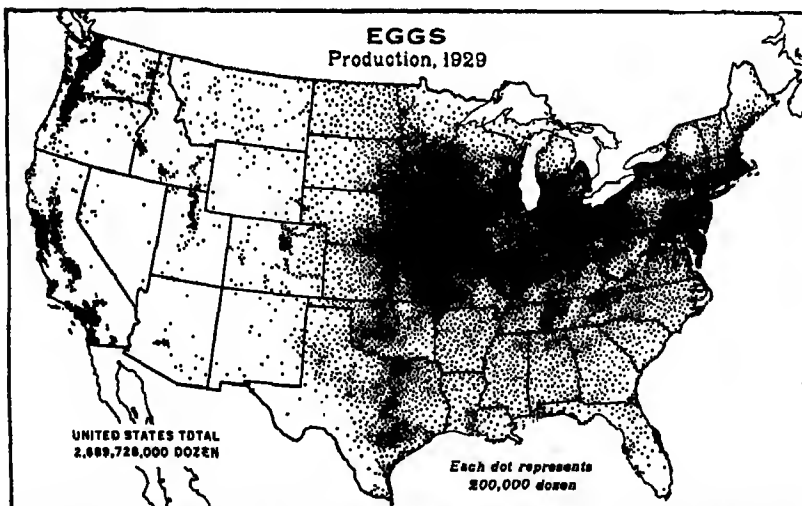 EGGS
Production, 1929
UNITED STATES TOTAL
2,689,728,000 DOZEN
Each dot represents
200,000 dozen